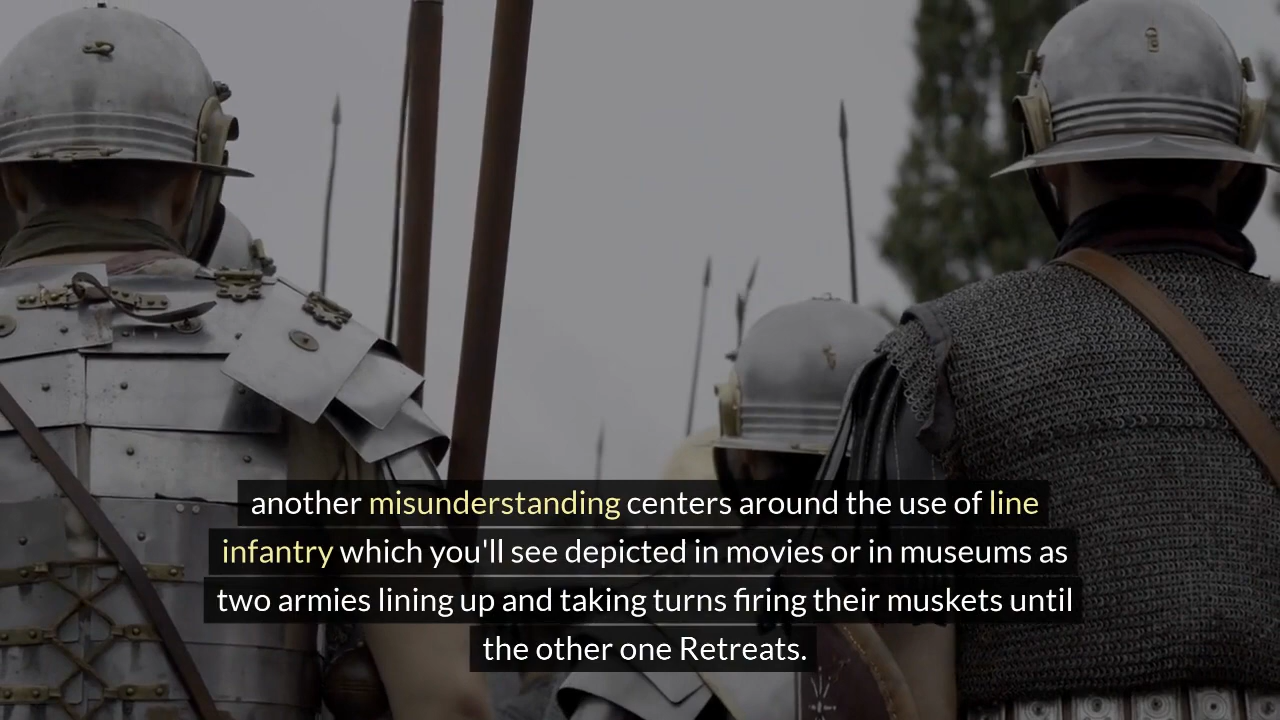 another misunderstanding centers around the use of line
infantry which you'll see depicted in movies or in museums as
two armies lining up and taking turns firing their muskets until
the other one Retreats.